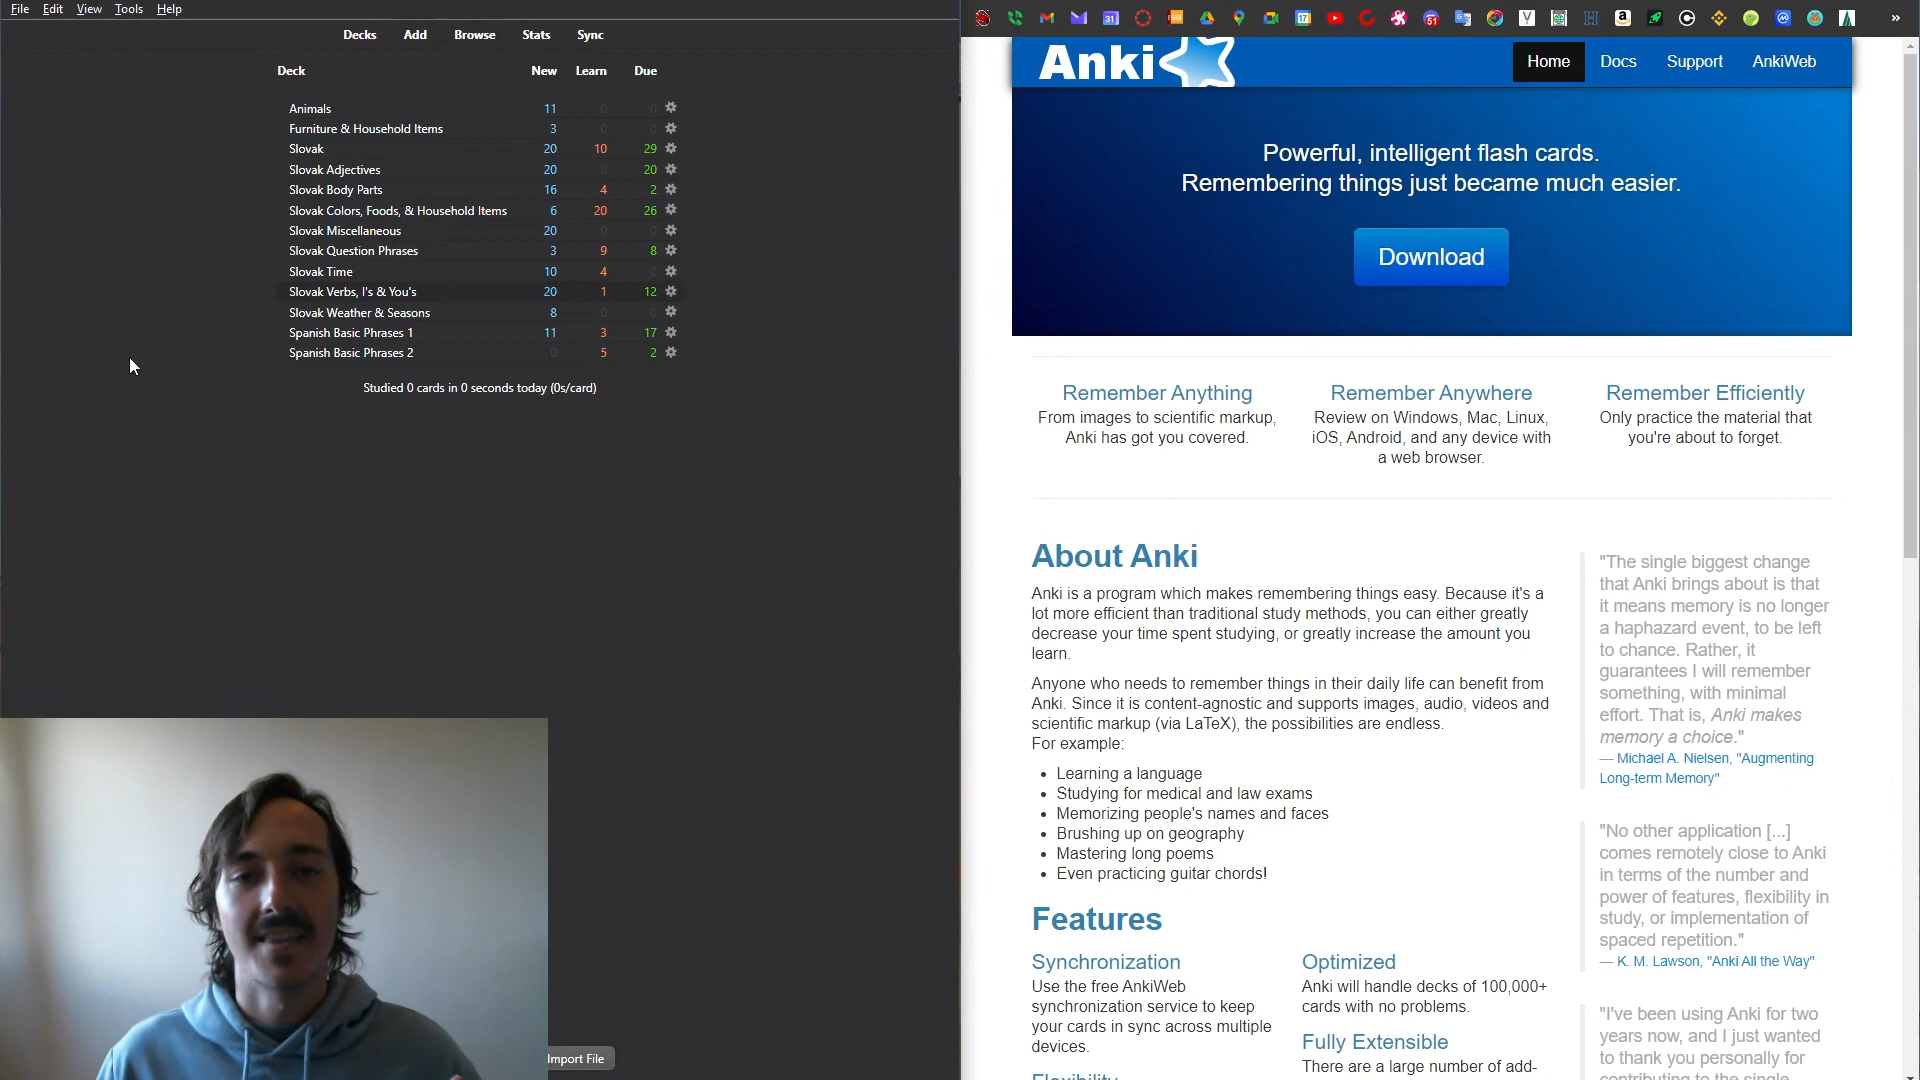 File Edit View Tools Help
Decks Add Browse Stats Sync
Deck New Learn Due
Animals 11 0 0
Furniture & Household Items 3 0 0
Slovak 20 10 29
Slovak Adjectives 20 0 20
Slovak Body Parts 16 4 2
Slovak Colors, Foods, & Household Items 6 20 26
Slovak Miscellaneous 20 0 0
Slovak Question Phrases 3 9 8
Slovak Time 10 4 0
Slovak Verbs, I's & You's 20 1 12
Slovak Weather & Seasons 8 0 0
Spanish Basic Phrases 1 11 3 17
Spanish Basic Phrases 2 0 5 2
Studied 0 cards in 0 seconds today (0s/card)
Import File
31 17 51 V H a
»
Anki
Home Docs Support AnkiWeb
Powerful, intelligent flash cards.
Remembering things just became much easier.
Download
Remember Anything
From images to scientific markup,
Anki has got you covered.
Remember Anywhere
Review on Windows, Mac, Linux,
iOS, Android, and any device with
a web browser.
Remember Efficiently
Only practice the material that
you're about to forget.
About Anki
Anki is a program which makes remembering things easy. Because it's a
lot more efficient than traditional study methods, you can either greatly
decrease your time spent studying, or greatly increase the amount you
learn.
Anyone who needs to remember things in their daily life can benefit from
Anki. Since it is content-agnostic and supports images, audio, videos and
scientific markup (via LaTeX), the possibilities are endless.
For example:
• Learning a language
• Studying for medical and law exams
• Memorizing people's names and faces
• Brushing up on geography
• Mastering long poems
• Even practicing guitar chords!
Features
Synchronization
Use the free AnkiWeb
synchronization service to keep
your cards in sync across multiple
devices.
Flexibility
Optimized
Anki will handle decks of 100,000+
cards with no problems.
Fully Extensible
There are a large number of add-
"The single biggest change
that Anki brings about is that
it means memory is no longer
a haphazard event, to be left
to chance. Rather, it
guarantees I will remember
something, with minimal
effort. That is, Anki makes
memory a choice."
— Michael A. Nielsen, "Augmenting
Long-term Memory"
"No other application [...]
comes remotely close to Anki
in terms of the number and
power of features, flexibility in
study, or implementation of
spaced repetition."
— K. M. Lawson, "Anki All the Way"
"I've been using Anki for two
years now, and I just wanted
to thank you personally for
contributing to the single